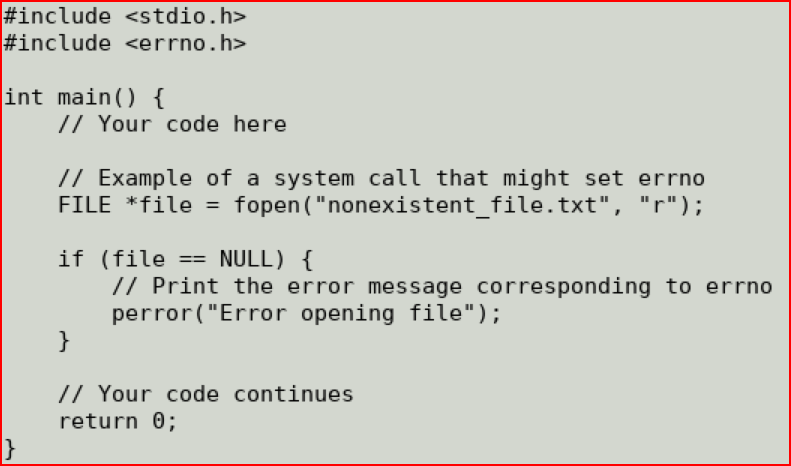 #include <stdio.h>
#include <errno.h>
int main() {
// Your code here
// Example of a system call that might set errno
FILE *file = fopen("nonexistent_file.txt", "r");
if (file == NULL) {
// Print the error message corresponding to errno
perror("Error opening file");
}
// Your code continues
return 0;
}